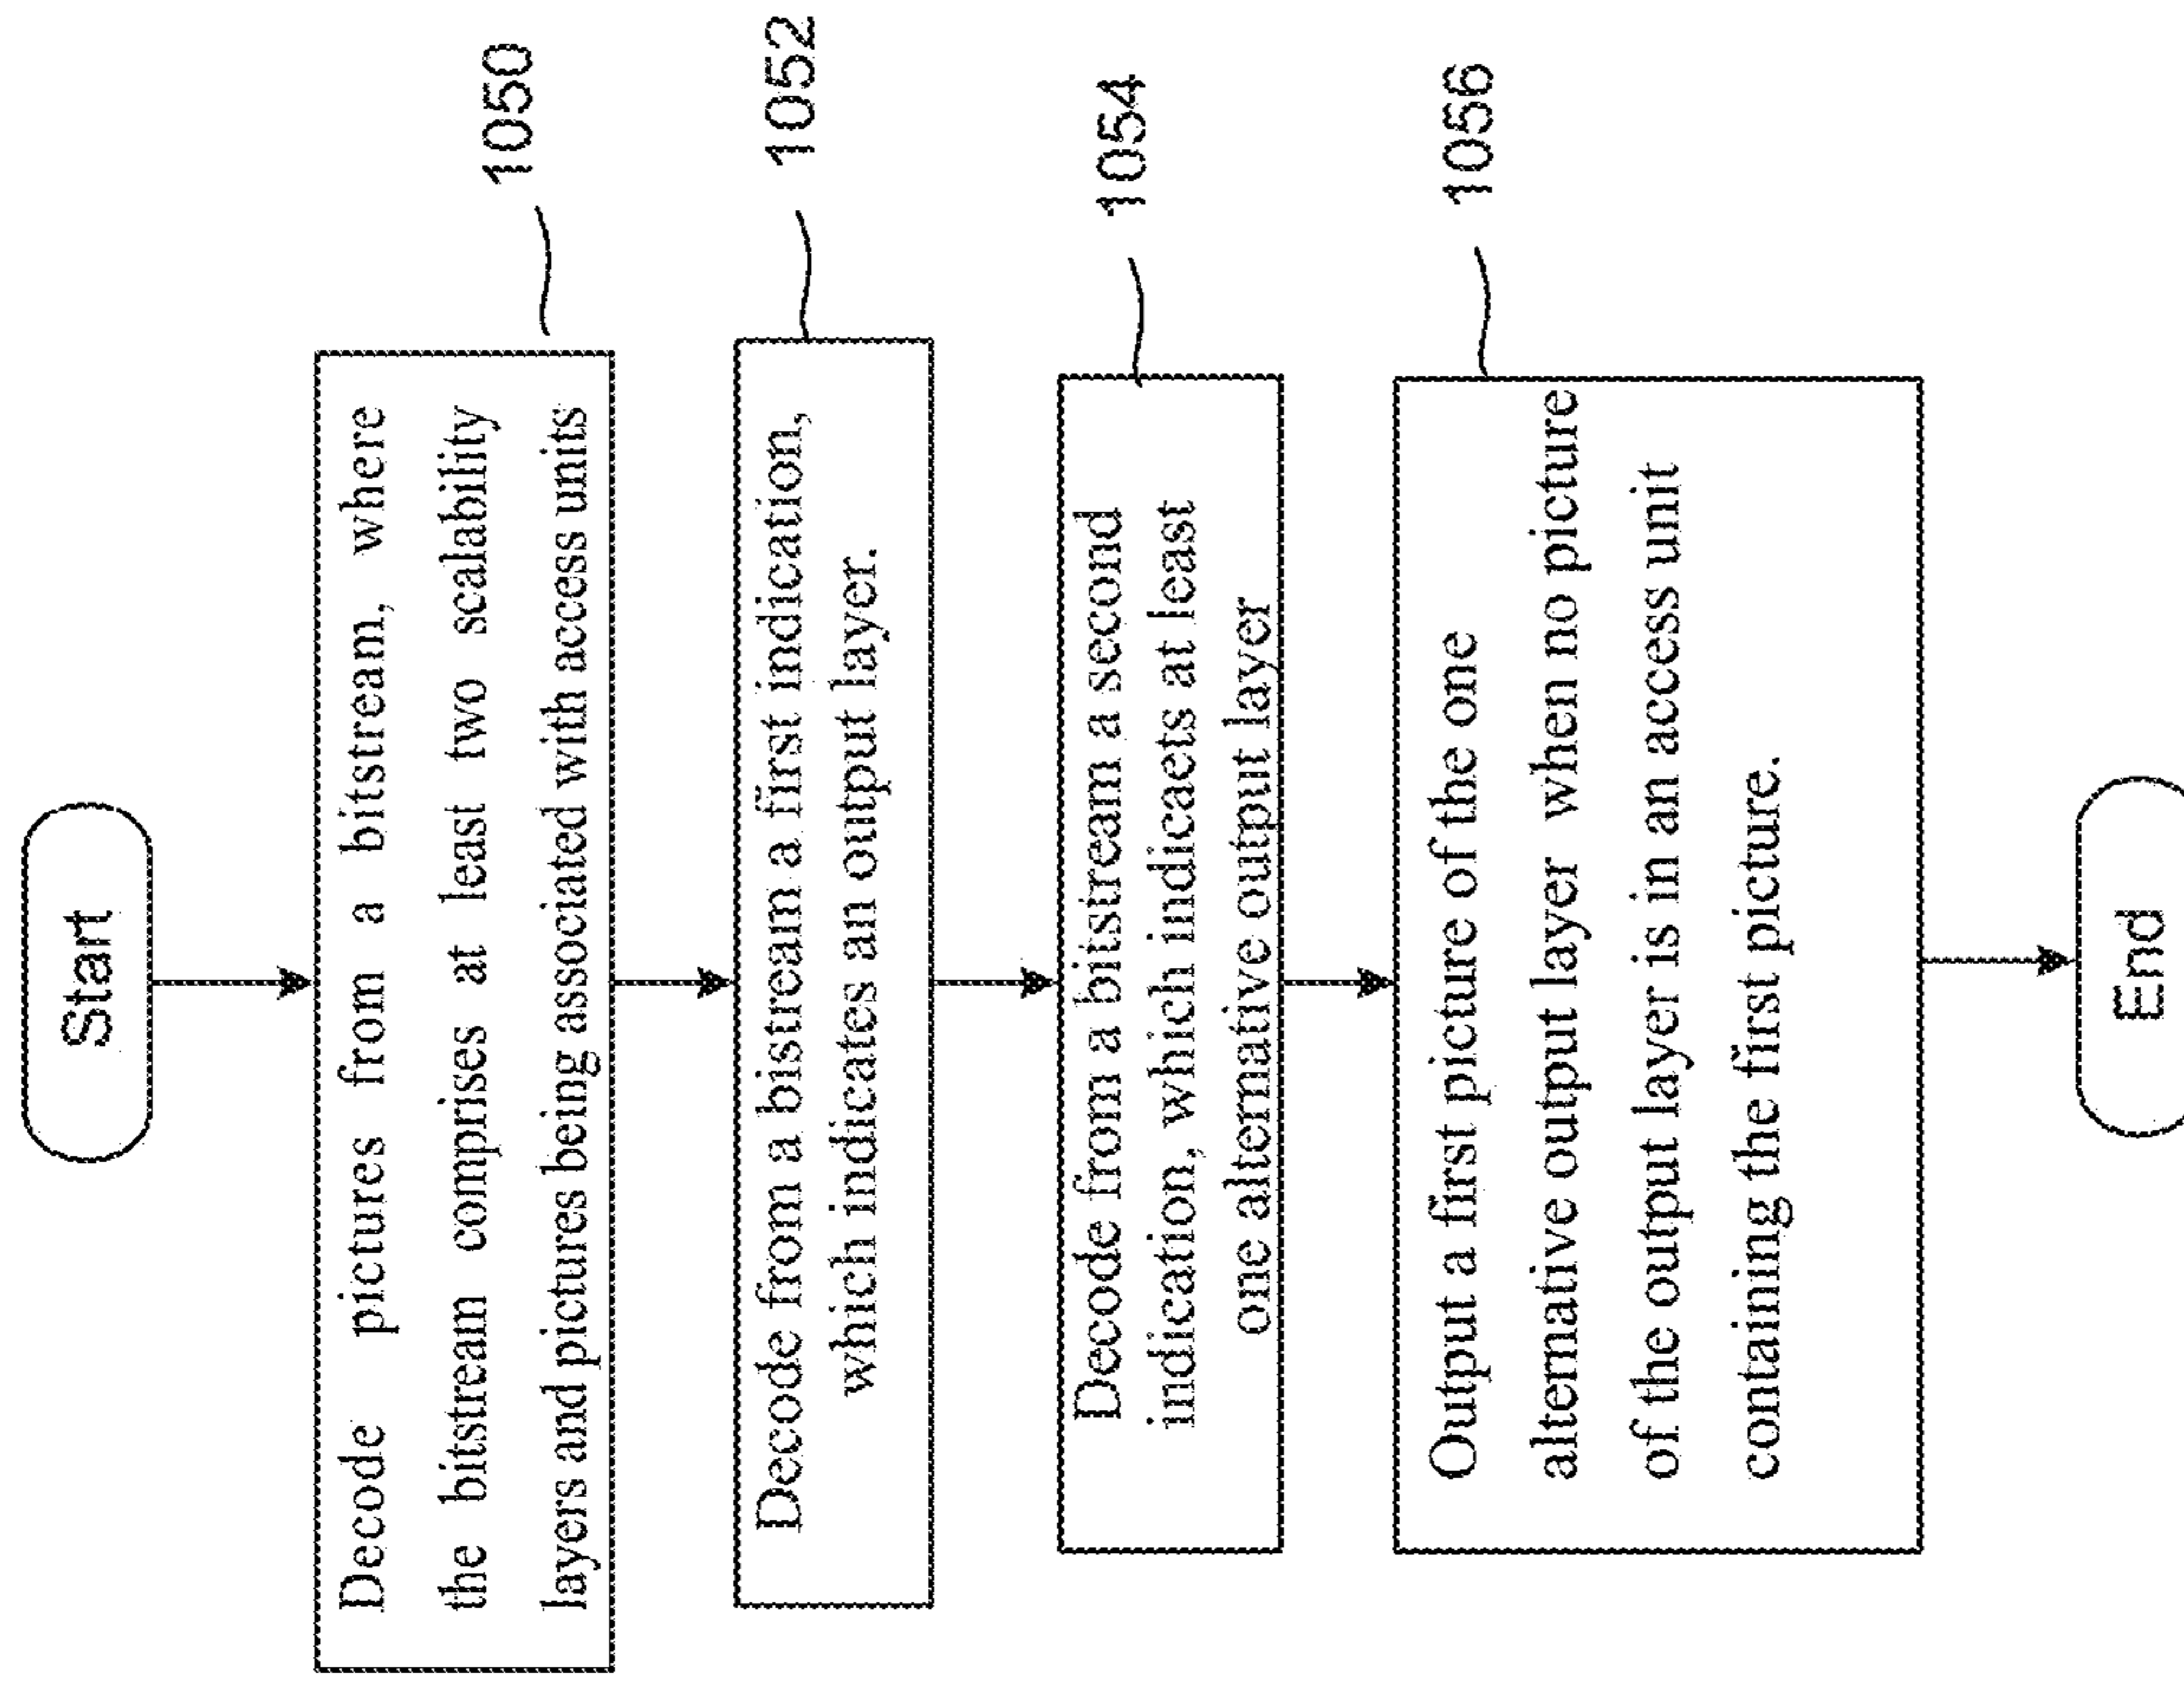 Start
Decode pictures from a bitstream, where
the bitstream comprises at least two scalability
layers and pictures being associated with access units
1050
Decode from a bistream a first indication,
which indicates an output layer.
1052
Decode from a bitstream a second
indication, which indicaets at least
one alternative output layer
1054
Output a first picture of the one
alternative output layer when no picture
of the output layer is in an access unit
containing the first picture.
1056
End